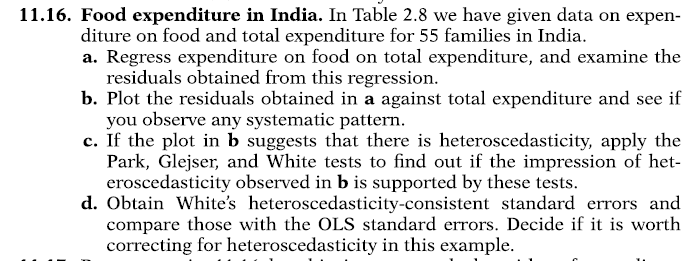 11.16. Food expenditure in India. In Table 2.8 we have given data on expen-
diture on food and total expenditure for 55 families in India.
a. Regress expenditure on food on total expenditure, and examine the
residuals obtained from this regression.
b. Plot the residuals obtained in a against total expenditure and see if
you observe any systematic pattern.
c. If the plot in b suggests that there is heteroscedasticity, apply the
Park, Glejser, and White tests to find out if the impression of het-
eroscedasticity observed in b is supported by these tests.
d. Obtain White's heteroscedasticity-consistent standard errors and
compare those with the OLS standard errors. Decide if it is worth
correcting for heteroscedasticity in this example.